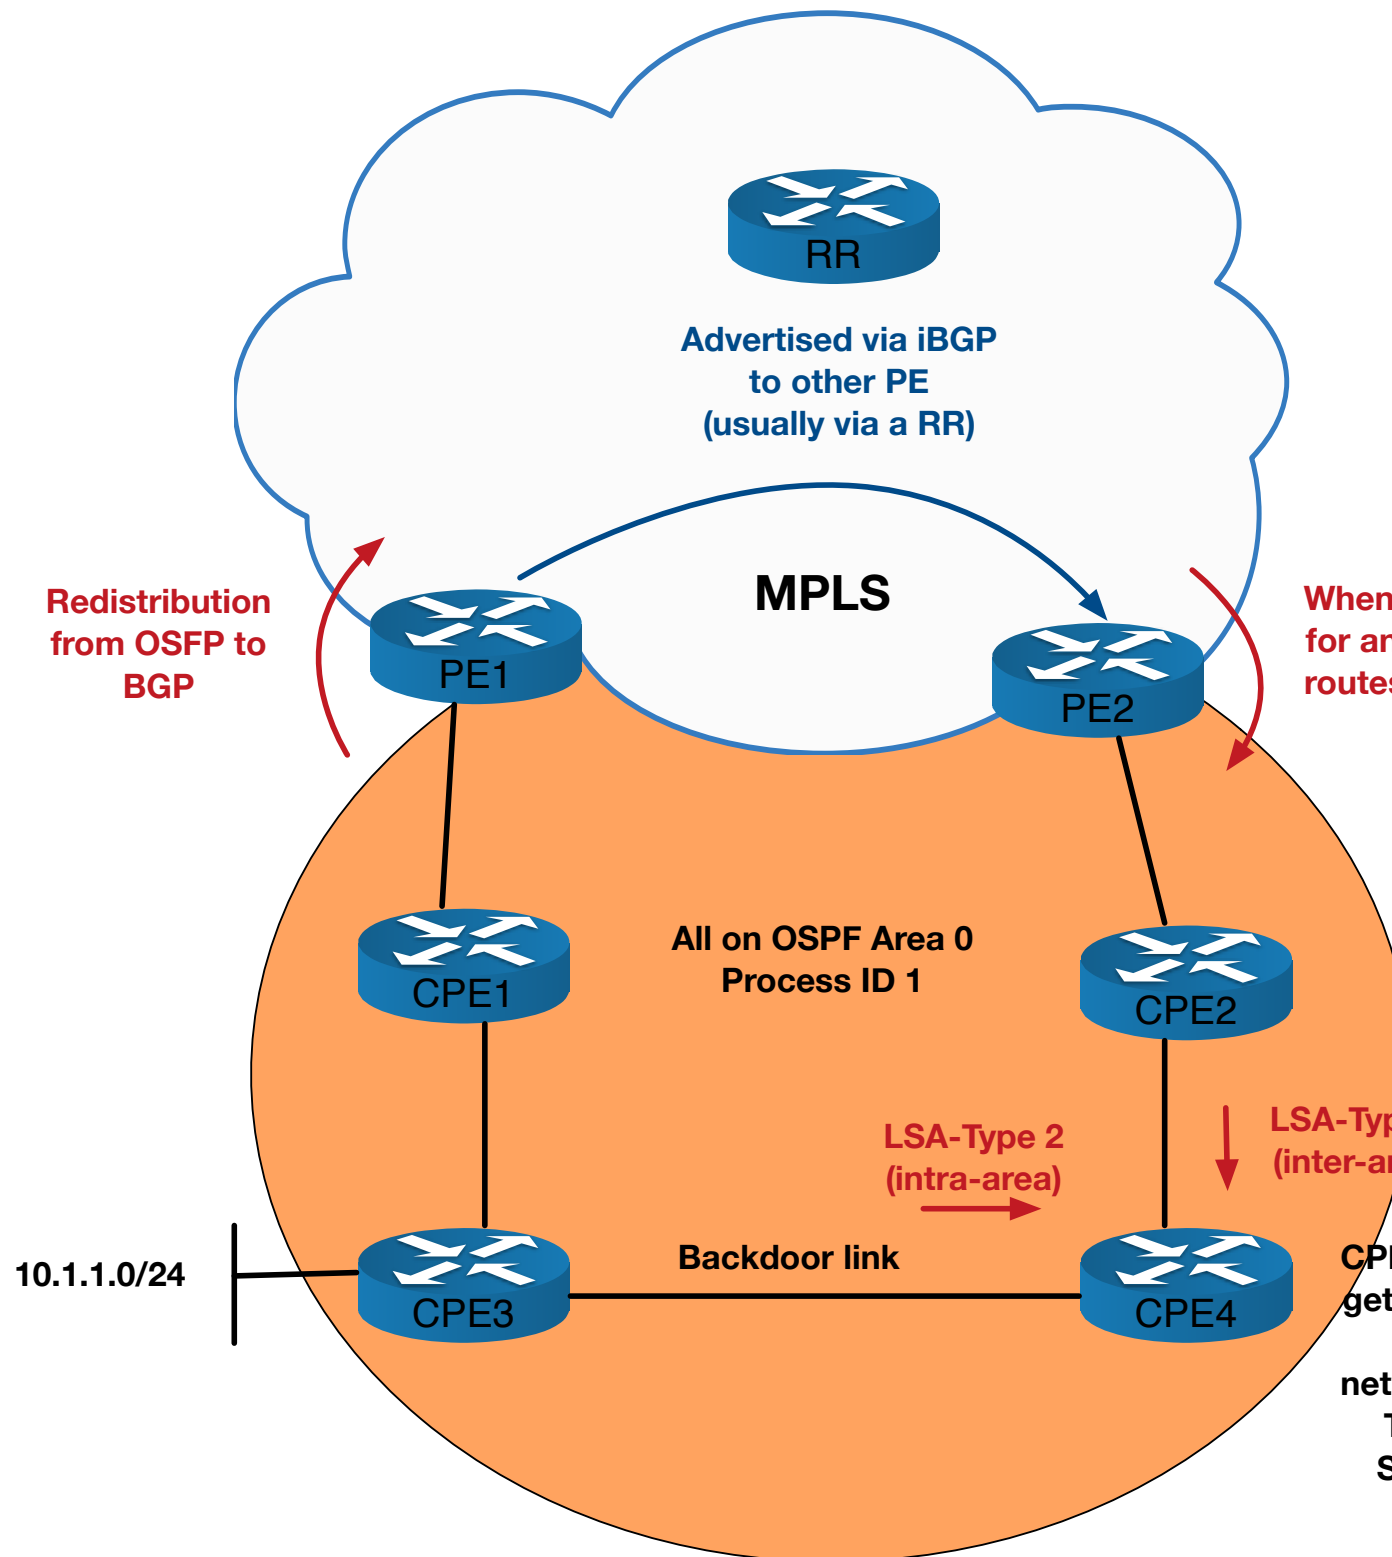 RR
Advertised via iBGP
to other PE
(usually via a RR)
MPLS
Redistribution
from OSFP to
BGP
PE1
PE2
When
routes
CPE1
All on OSPF Area 0
Process ID 1
CPE2
LSA-Type 2
(intra-area)
10.1.1.0/24
CPE3
Backdoor link
CPE4